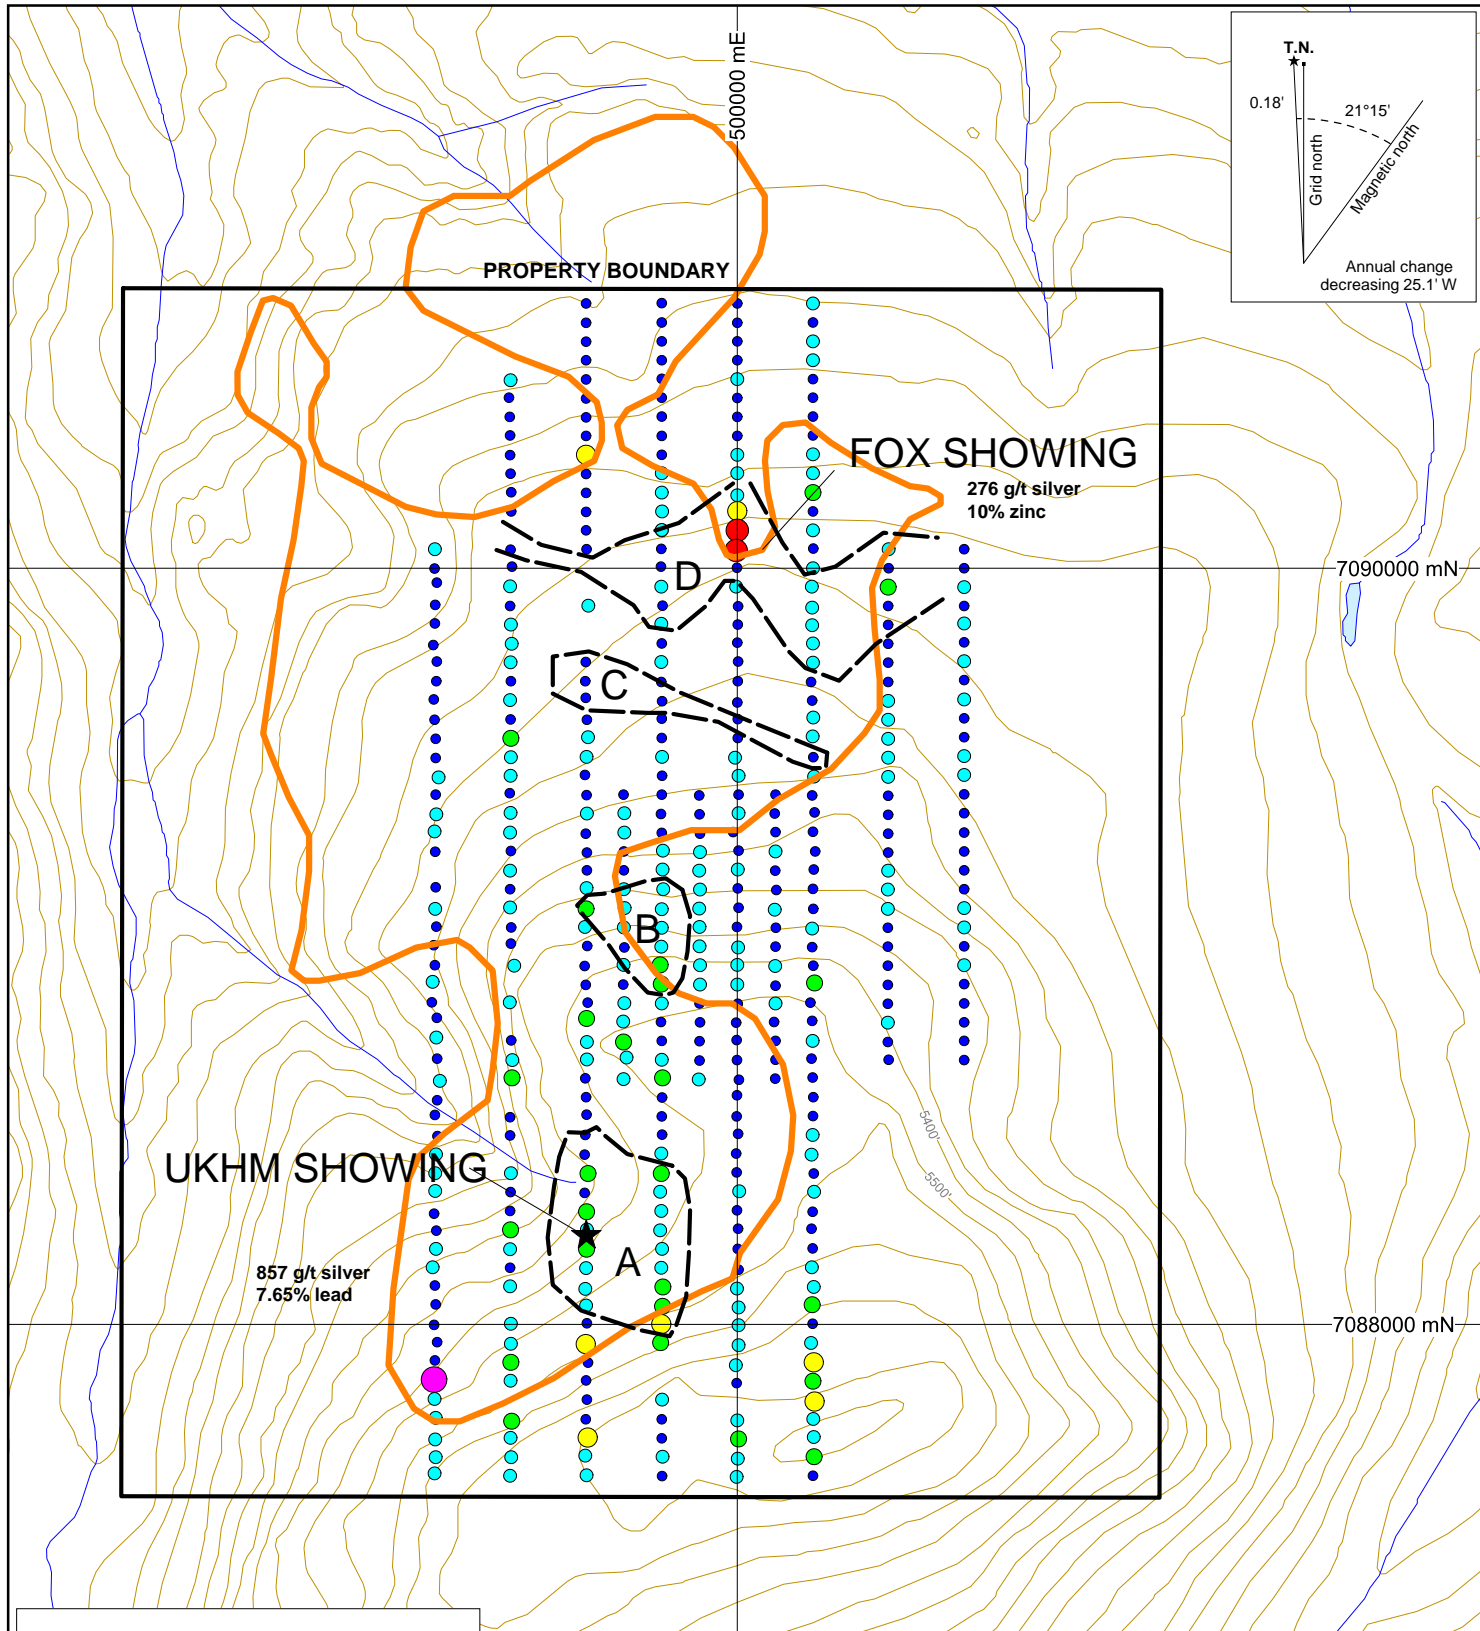 500000 mE
T.N.
0.18'
21°15'
Grid north
Magnetic north
Annual change
decreasing 25.1' W
PROPERTY BOUNDARY
FOX SHOWING
276 g/t silver
10% zinc
7090000 mN
D
C
B
5400'
5500'
UKHM SHOWING
A
857 g/t silver
7.65% lead
7088000 mN